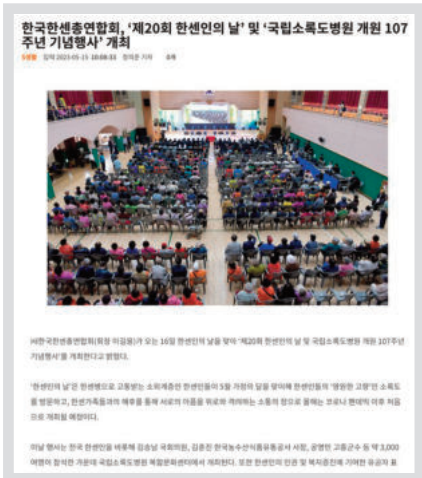 한국한센총연합회, ‘제20회 한센인의 날’ 및 ‘국립소록도병원 개원 107
주년 기념행사’ 개최
입력 2023-05-15 10:08:33
기자
㈔한국한센총연합회(회장 이길용)가 오는 16일 한센인의 날을 맞아 ‘제20회 한센인의 날 및 국립소록도병원 개원 107주년
기념행사’를 개최한다고 밝혔다.
‘한센인의 날’은 한센병으로 고통받는 소외계층인 한센인들이 5월 가정의 달을 맞이해 한센인들의 ‘영원한 고향’인 소록도
를 방문하고, 한센가족들과의 해후를 통해 서로의 아픔을 위로와 격려하는 소통의 장으로 올해는 코로나 팬데믹 이후 처음
으로 개최될 예정이다.
이날 행사는 전국 한센인을 비롯해 김승남 국회의원, 김춘진 한국농수산식품유통공사 사장, 공영민 고흥군수 등 약 3,000
여명이 참석한 가운데 국립소록도병원 복합문화센터에서 개최된다. 또한 한센인의 인권 및 복지증진에 기여한 유공자 표